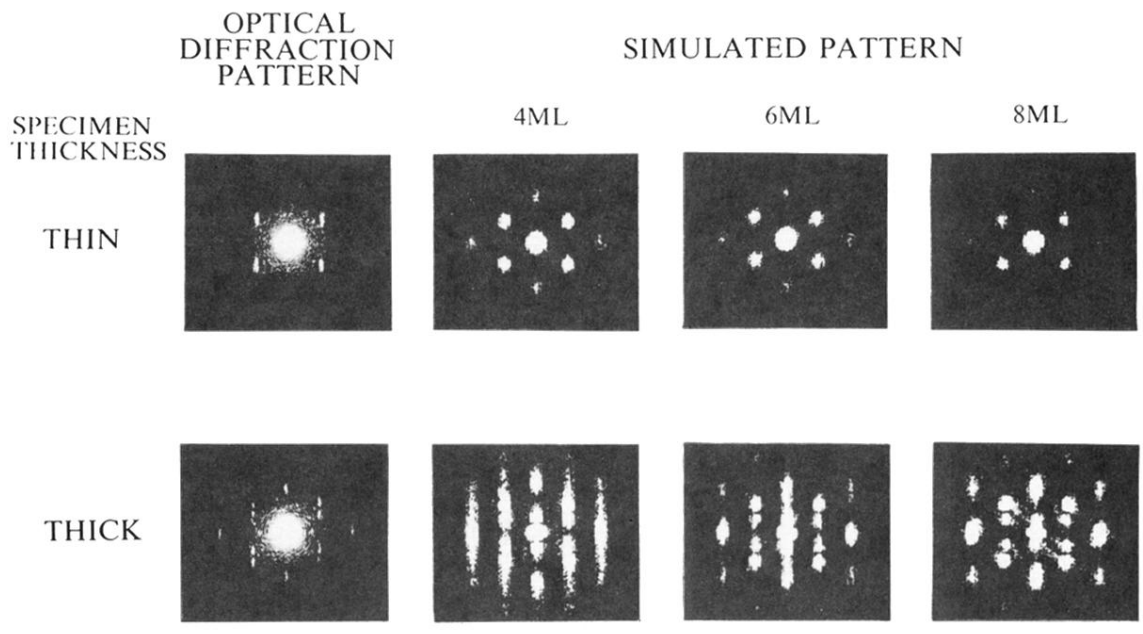 OPTICAL
DIFFRACTION
PATTERN
SIMULATED PATTERN
SPECIMEN
THICKNESS
4ML
6ML
8ML
THIN
THICK